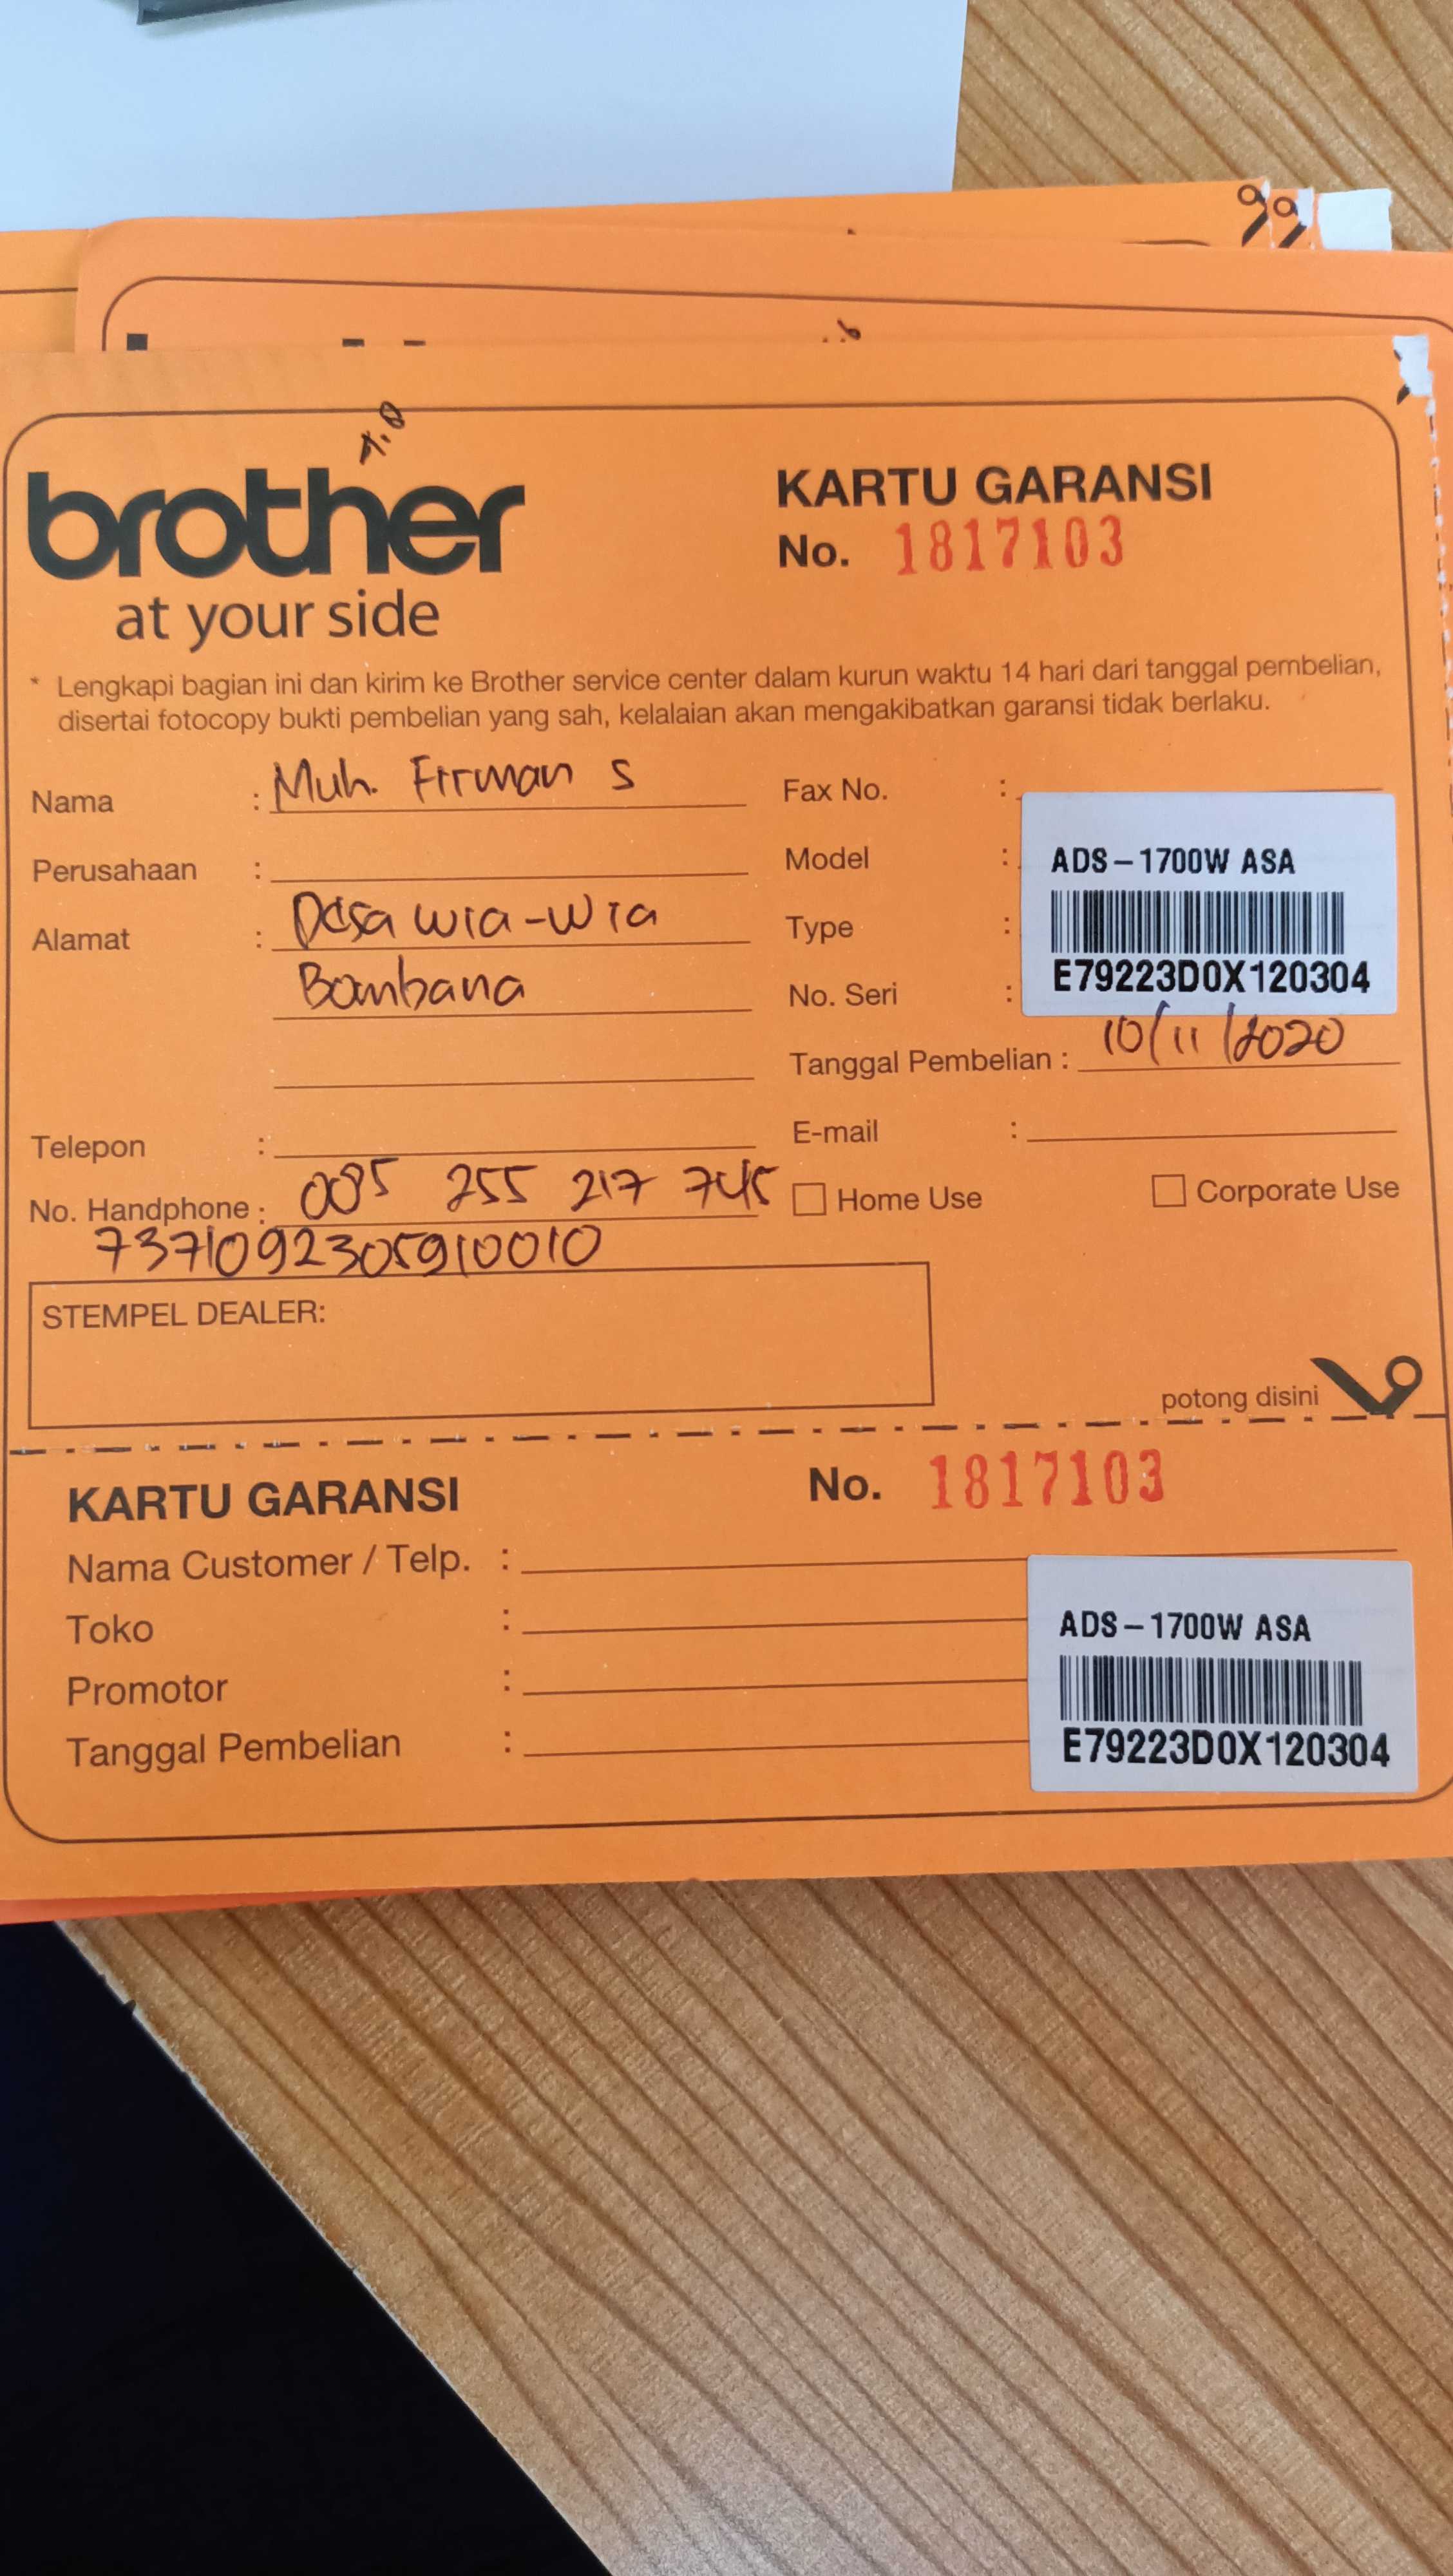 brother
at your side
KARTU GARANSI
No. 1817103
* Lengkapi bagian ini dan kirim ke Brother service center dalam kurun waktu 14 hari dari tanggal pembelian,
disertai fotocopy bukti pembelian yang sah, kelalaian akan mengakibatkan garansi tidak berlaku.
Nama : Muh. Firman S
Perusahaan :
Alamat : Desa wia-wia
Bombana
Telepon :
No. Handphone : 085 255 217 745
7371092305910010
Fax No. :
Model : ADS-1700W ASA
Type :
No. Seri : E79223D0X120304
Tanggal Pembelian : 10/11/2020
E-mail :
Home Use
Corporate Use
STEMPEL DEALER:
potong disini
KARTU GARANSI
No. 1817103
Nama Customer / Telp. :
Toko :
Promotor :
Tanggal Pembelian :
ADS-1700W ASA
E79223D0X120304